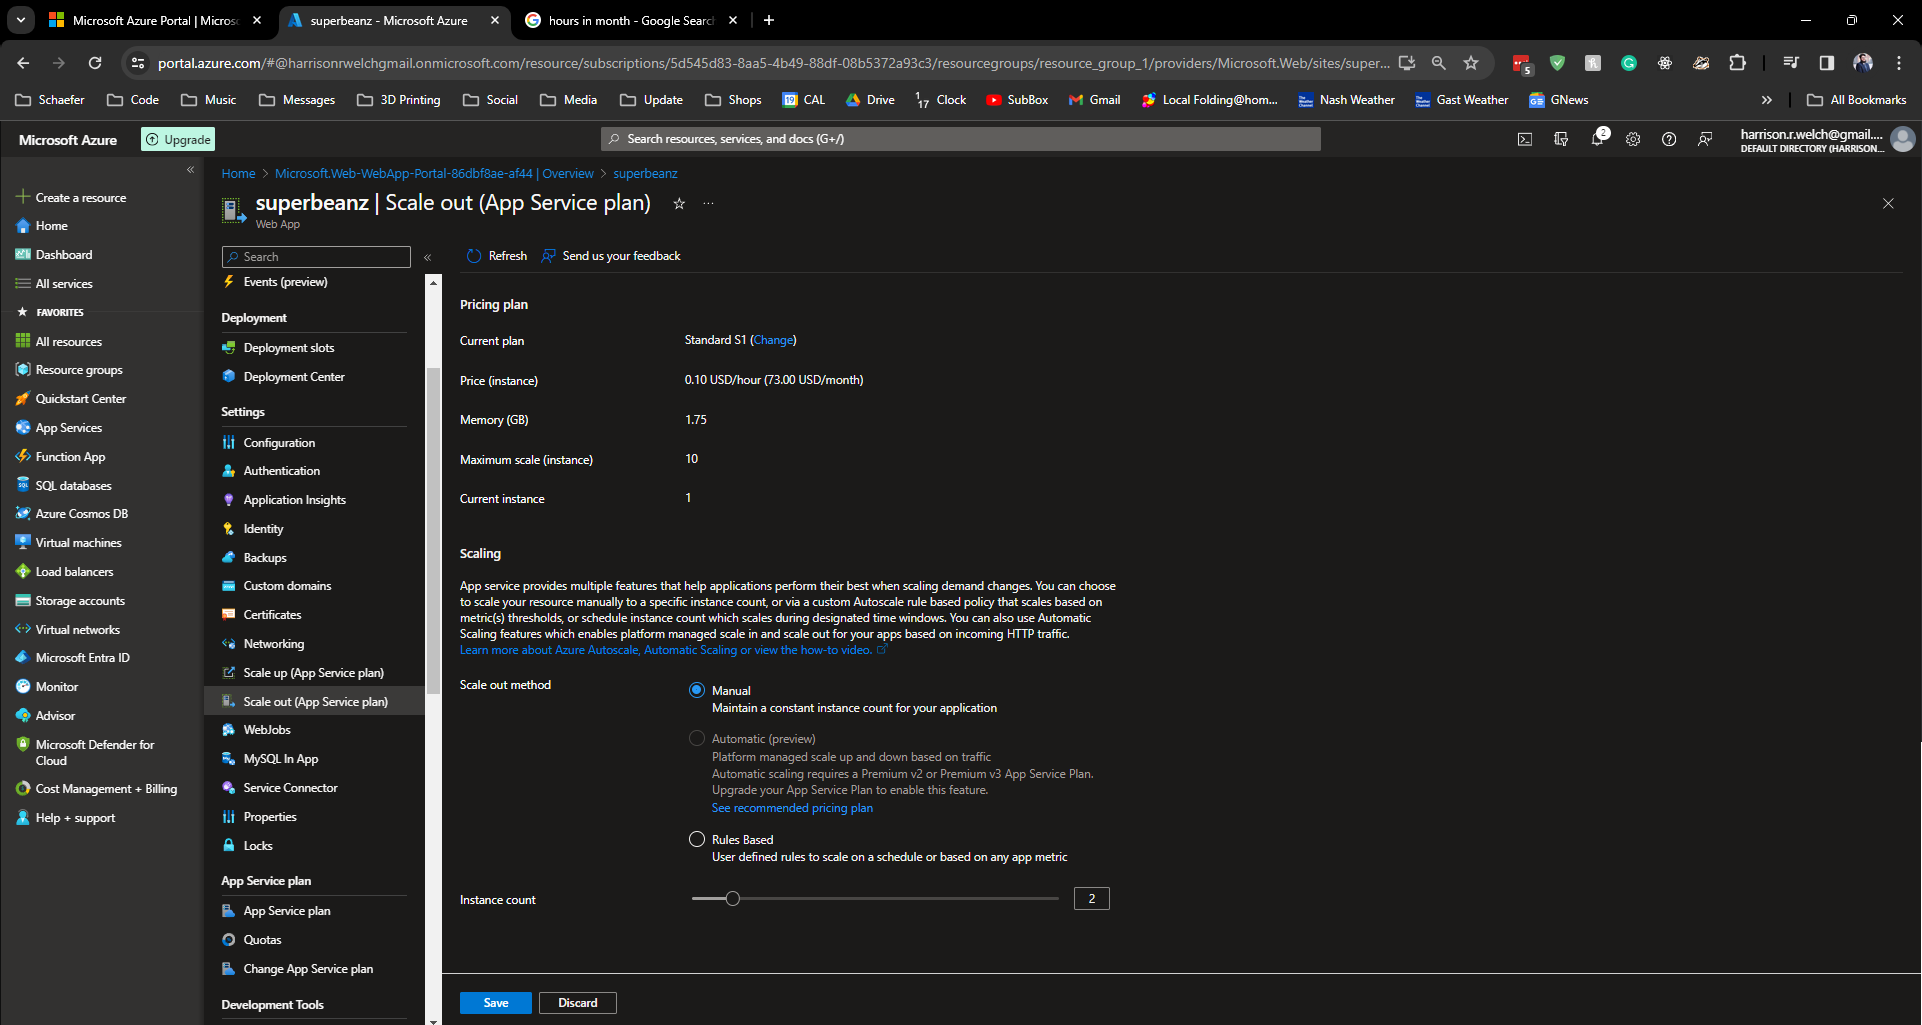 Microsoft Azure Portal | Micros
superbeanz - Microsoft Azure
hours in month - Google Search
portal.azure.com/#@harrisonrwelchgmail.onmicrosoft.com/resource/subscriptions/5d545d83-8aa5-4b49-88df-08b5372a93c3/resourcegroups/resource_group_1/providers/Microsoft.Web/sites/super...
5
Schaefer
Code
Music
Messages
3D Printing
Social
Media
Update
Shops
19 CAL
Drive
1 17 Clock
SubBox
Gmail
Local Folding@hom...
Nash Weather
Gast Weather
GNews
»
All Bookmarks
Microsoft Azure
Upgrade
Search resources, services, and docs (G+/)
2
harrison.r.welch@gmail....
DEFAULT DIRECTORY (HARRISON...
«
Create a resource
Home
Dashboard
All services
FAVORITES
All resources
Resource groups
Quickstart Center
App Services
Function App
SQL databases
Azure Cosmos DB
Virtual machines
Load balancers
Storage accounts
Virtual networks
Microsoft Entra ID
Monitor
Advisor
Microsoft Defender for
Cloud
Cost Management + Billing
Help + support
Home > Microsoft.Web-WebApp-Portal-86dbf8ae-af44 | Overview > superbeanz
superbeanz | Scale out (App Service plan)
...
Web App
Search
«
Events (preview)
Deployment
Deployment slots
Deployment Center
Settings
Configuration
Authentication
Application Insights
Identity
Backups
Custom domains
Certificates
Networking
Scale up (App Service plan)
Scale out (App Service plan)
WebJobs
MySQL In App
Service Connector
Properties
Locks
App Service plan
App Service plan
Quotas
Change App Service plan
Development Tools
Refresh
Send us your feedback
Pricing plan
Current plan
Standard S1 (Change)
Price (instance)
0.10 USD/hour (73.00 USD/month)
Memory (GB)
1.75
Maximum scale (instance)
10
Current instance
1
Scaling
App service provides multiple features that help applications perform their best when scaling demand changes. You can choose
to scale your resource manually to a specific instance count, or via a custom Autoscale rule based policy that scales based on
metric(s) thresholds, or schedule instance count which scales during designated time windows. You can also use Automatic
Scaling features which enables platform managed scale in and scale out for your apps based on incoming HTTP traffic.
Learn more about Azure Autoscale, Automatic Scaling or view the how-to video.
Scale out method
Manual
Maintain a constant instance count for your application
Automatic (preview)
Platform managed scale up and down based on traffic
Automatic scaling requires a Premium v2 or Premium v3 App Service Plan.
Upgrade your App Service Plan to enable this feature.
See recommended pricing plan
Rules Based
User defined rules to scale on a schedule or based on any app metric
Instance count
2
Save
Discard